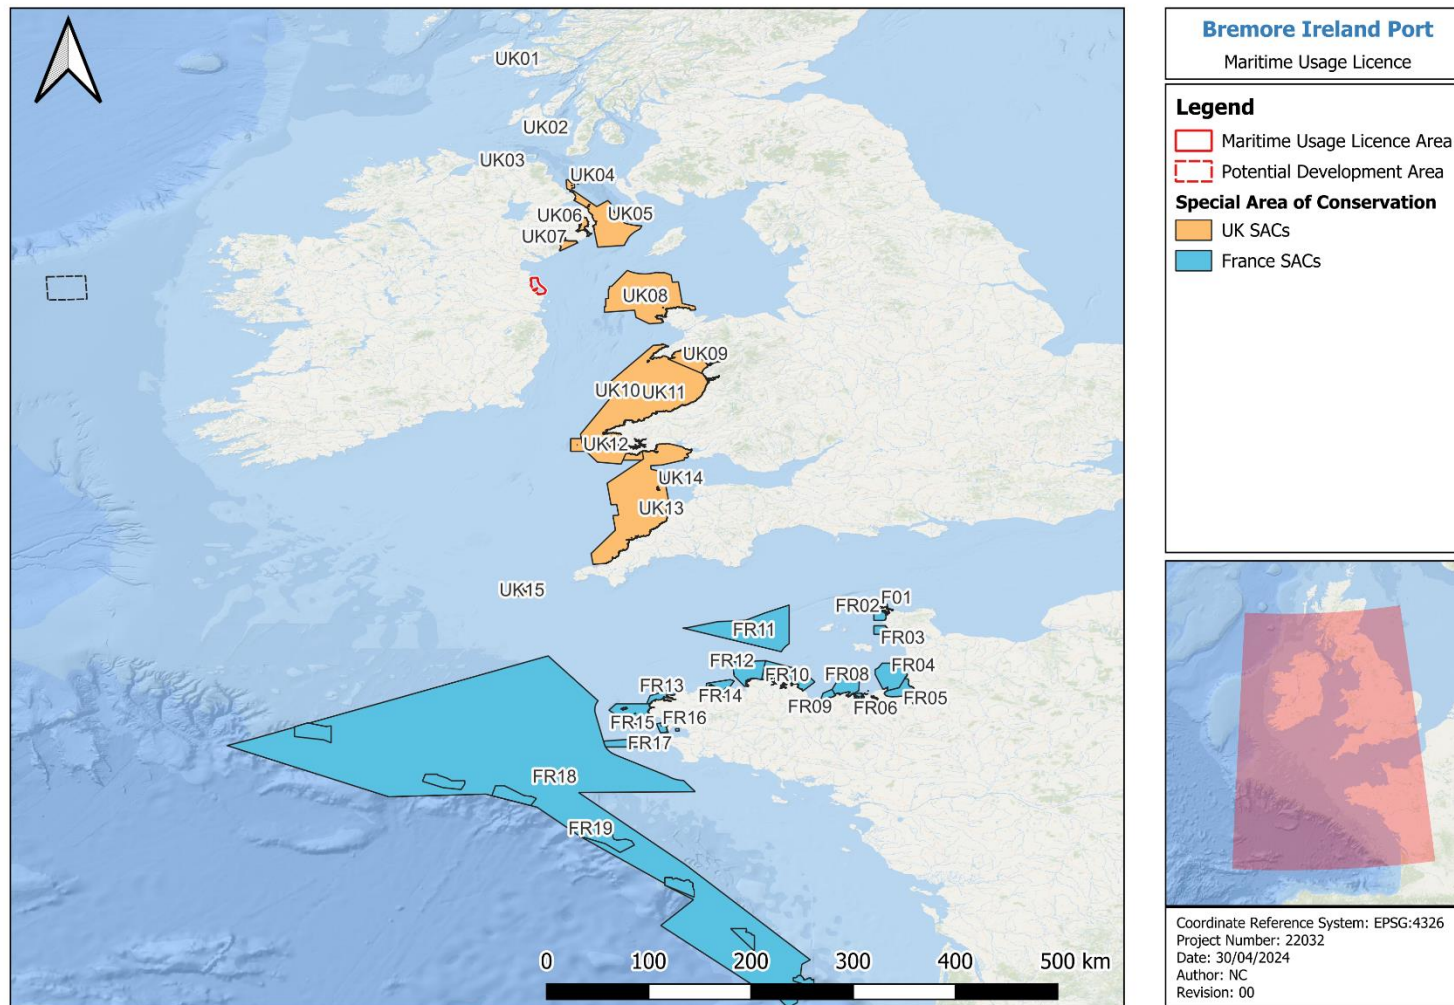 UK01
UK02
UK03
UK04
UK06
UK05
UK07
UK08
UK09
UK10
UK11
UK12
UK14
UK13
UK15
F01
FR02
FR03
FR11
FR12
FR10
FR08
FR04
FR14
FR09
FR06
FR05
FR13
FR15
FR16
FR17
FR18
FR19
0 100 200 300 400 500 km
Bremore Ireland Port
Maritime Usage Licence
Legend
Maritime Usage Licence Area
Potential Development Area
Special Area of Conservation
UK SACs
France SACs
Coordinate Reference System: EPSG:4326
Project Number: 22032
Date: 30/04/2024
Author: NC
Revision: 00